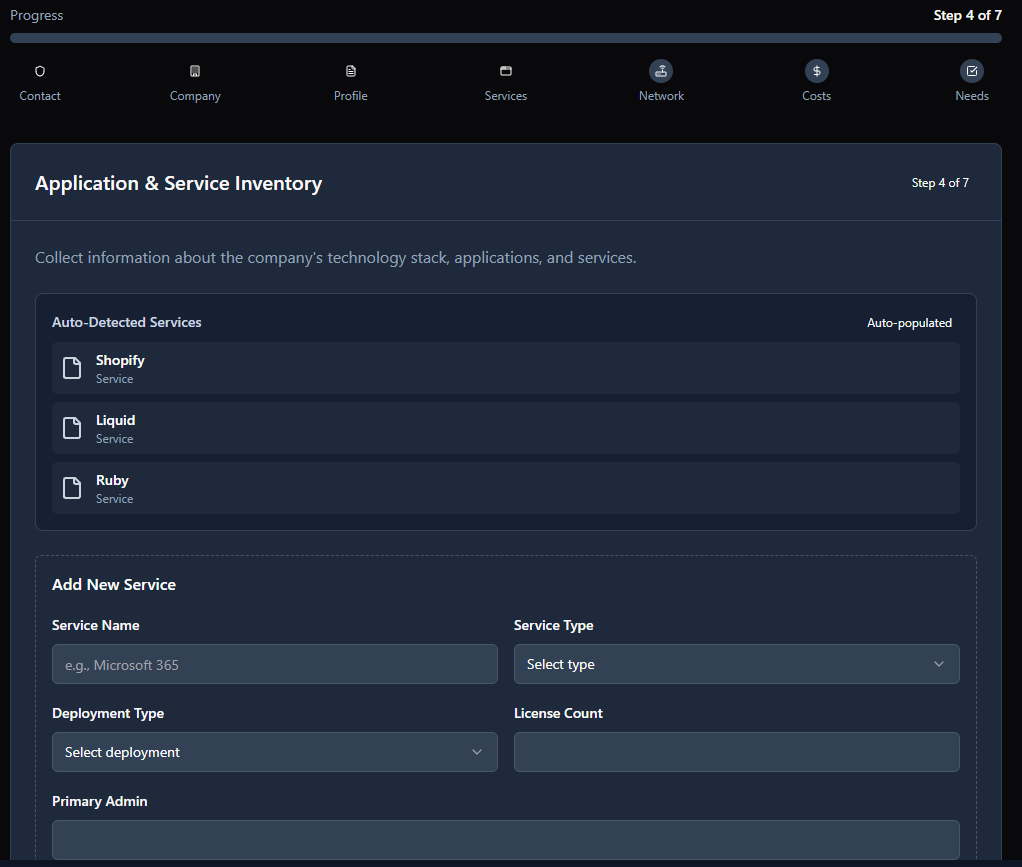 Progress Step 4 of 7
Contact Company Profile Services Network Costs Needs
Application & Service Inventory Step 4 of 7
Collect information about the company's technology stack, applications, and services.
Auto-Detected Services Auto-populated
Shopify
Service
Liquid
Service
Ruby
Service
Add New Service
Service Name Service Type
e.g., Microsoft 365 Select type
Deployment Type License Count
Select deployment
Primary Admin